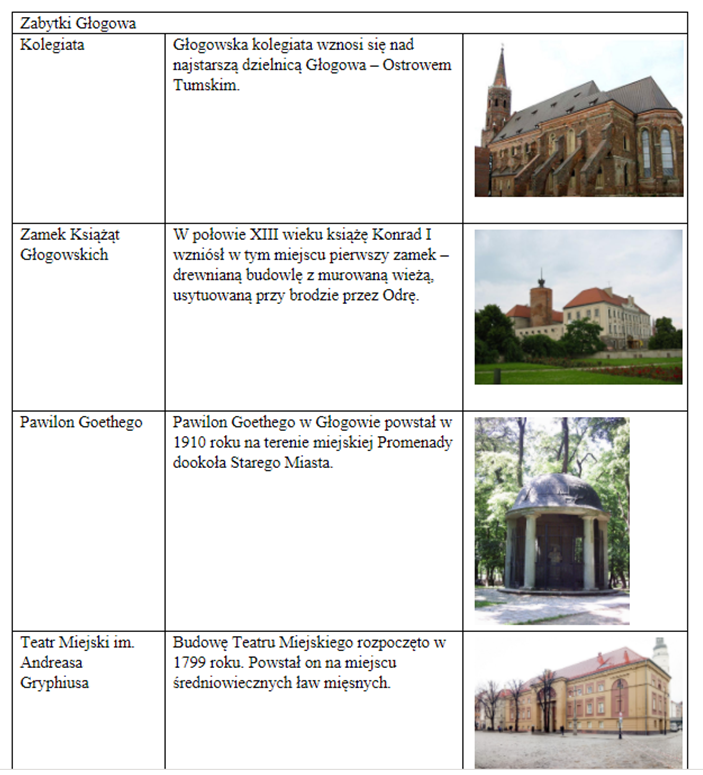 Zabytki Głogowa
Kolegiata
Głogowska kolegiata wznosi się nad
najstarszą dzielnicą Głogowa – Ostrowem
Tumskim.
Zamek Książąt
Głogowskich
W połowie XIII wieku książę Konrad I
wzniósł w tym miejscu pierwszy zamek –
drewnianą budowlę z murowaną wieżą,
usytuowaną przy brodzie przez Odrę.
Pawilon Goethego
Pawilon Goethego w Głogowie powstał w
1910 roku na terenie miejskiej Promenady
dookoła Starego Miasta.
Teatr Miejski im.
Andreasa
Gryphiusa
Budowę Teatru Miejskiego rozpoczęto w
1799 roku. Powstał on na miejscu
średniowiecznych ław mięsnych.